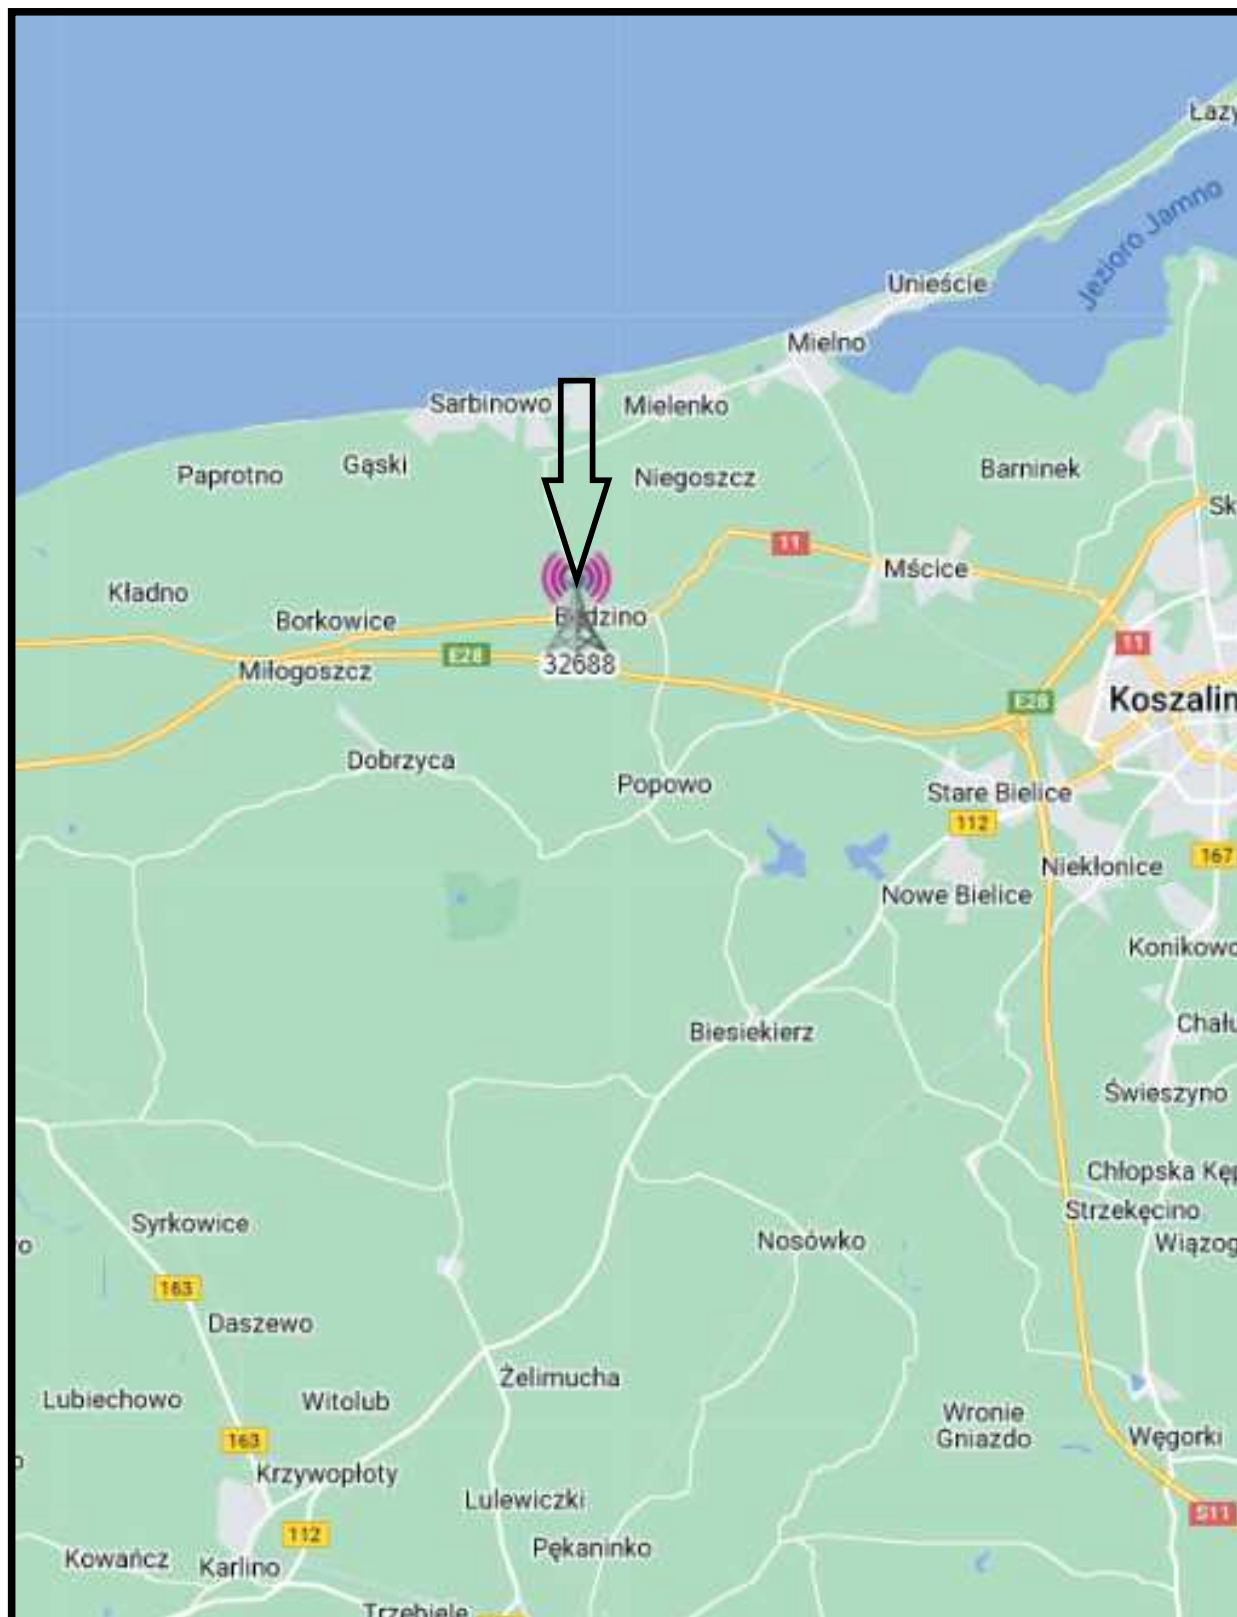 Łazy
Jezioro Jamno
Unieście
Mielno
Sarbinowo
Mielenko
Gąski
Paprotno
Niegoszcz
Barninek
Sk
11
Mścice
Kładno
Borkowice
Będzino
11
E28
32688
Miłogoszcz
E28
Koszalin
Dobrzyca
Popowo
Stare Bielice
112
167
Niekłonice
Nowe Bielice
Konikowo
Biesiekierz
Chału
Świeszyno
Chłopska Kęp
Strzekęcino
Syrkowice
Nosówko
Wiązog
163
Daszewo
Żelimucha
Lubiechowo
Witolub
Wronie
Gniazdo
Węgorki
163
Krzywopłoty
Lulewiczki
S11
112
Pękaninko
Kowańcz
Karlino
Trzebiele